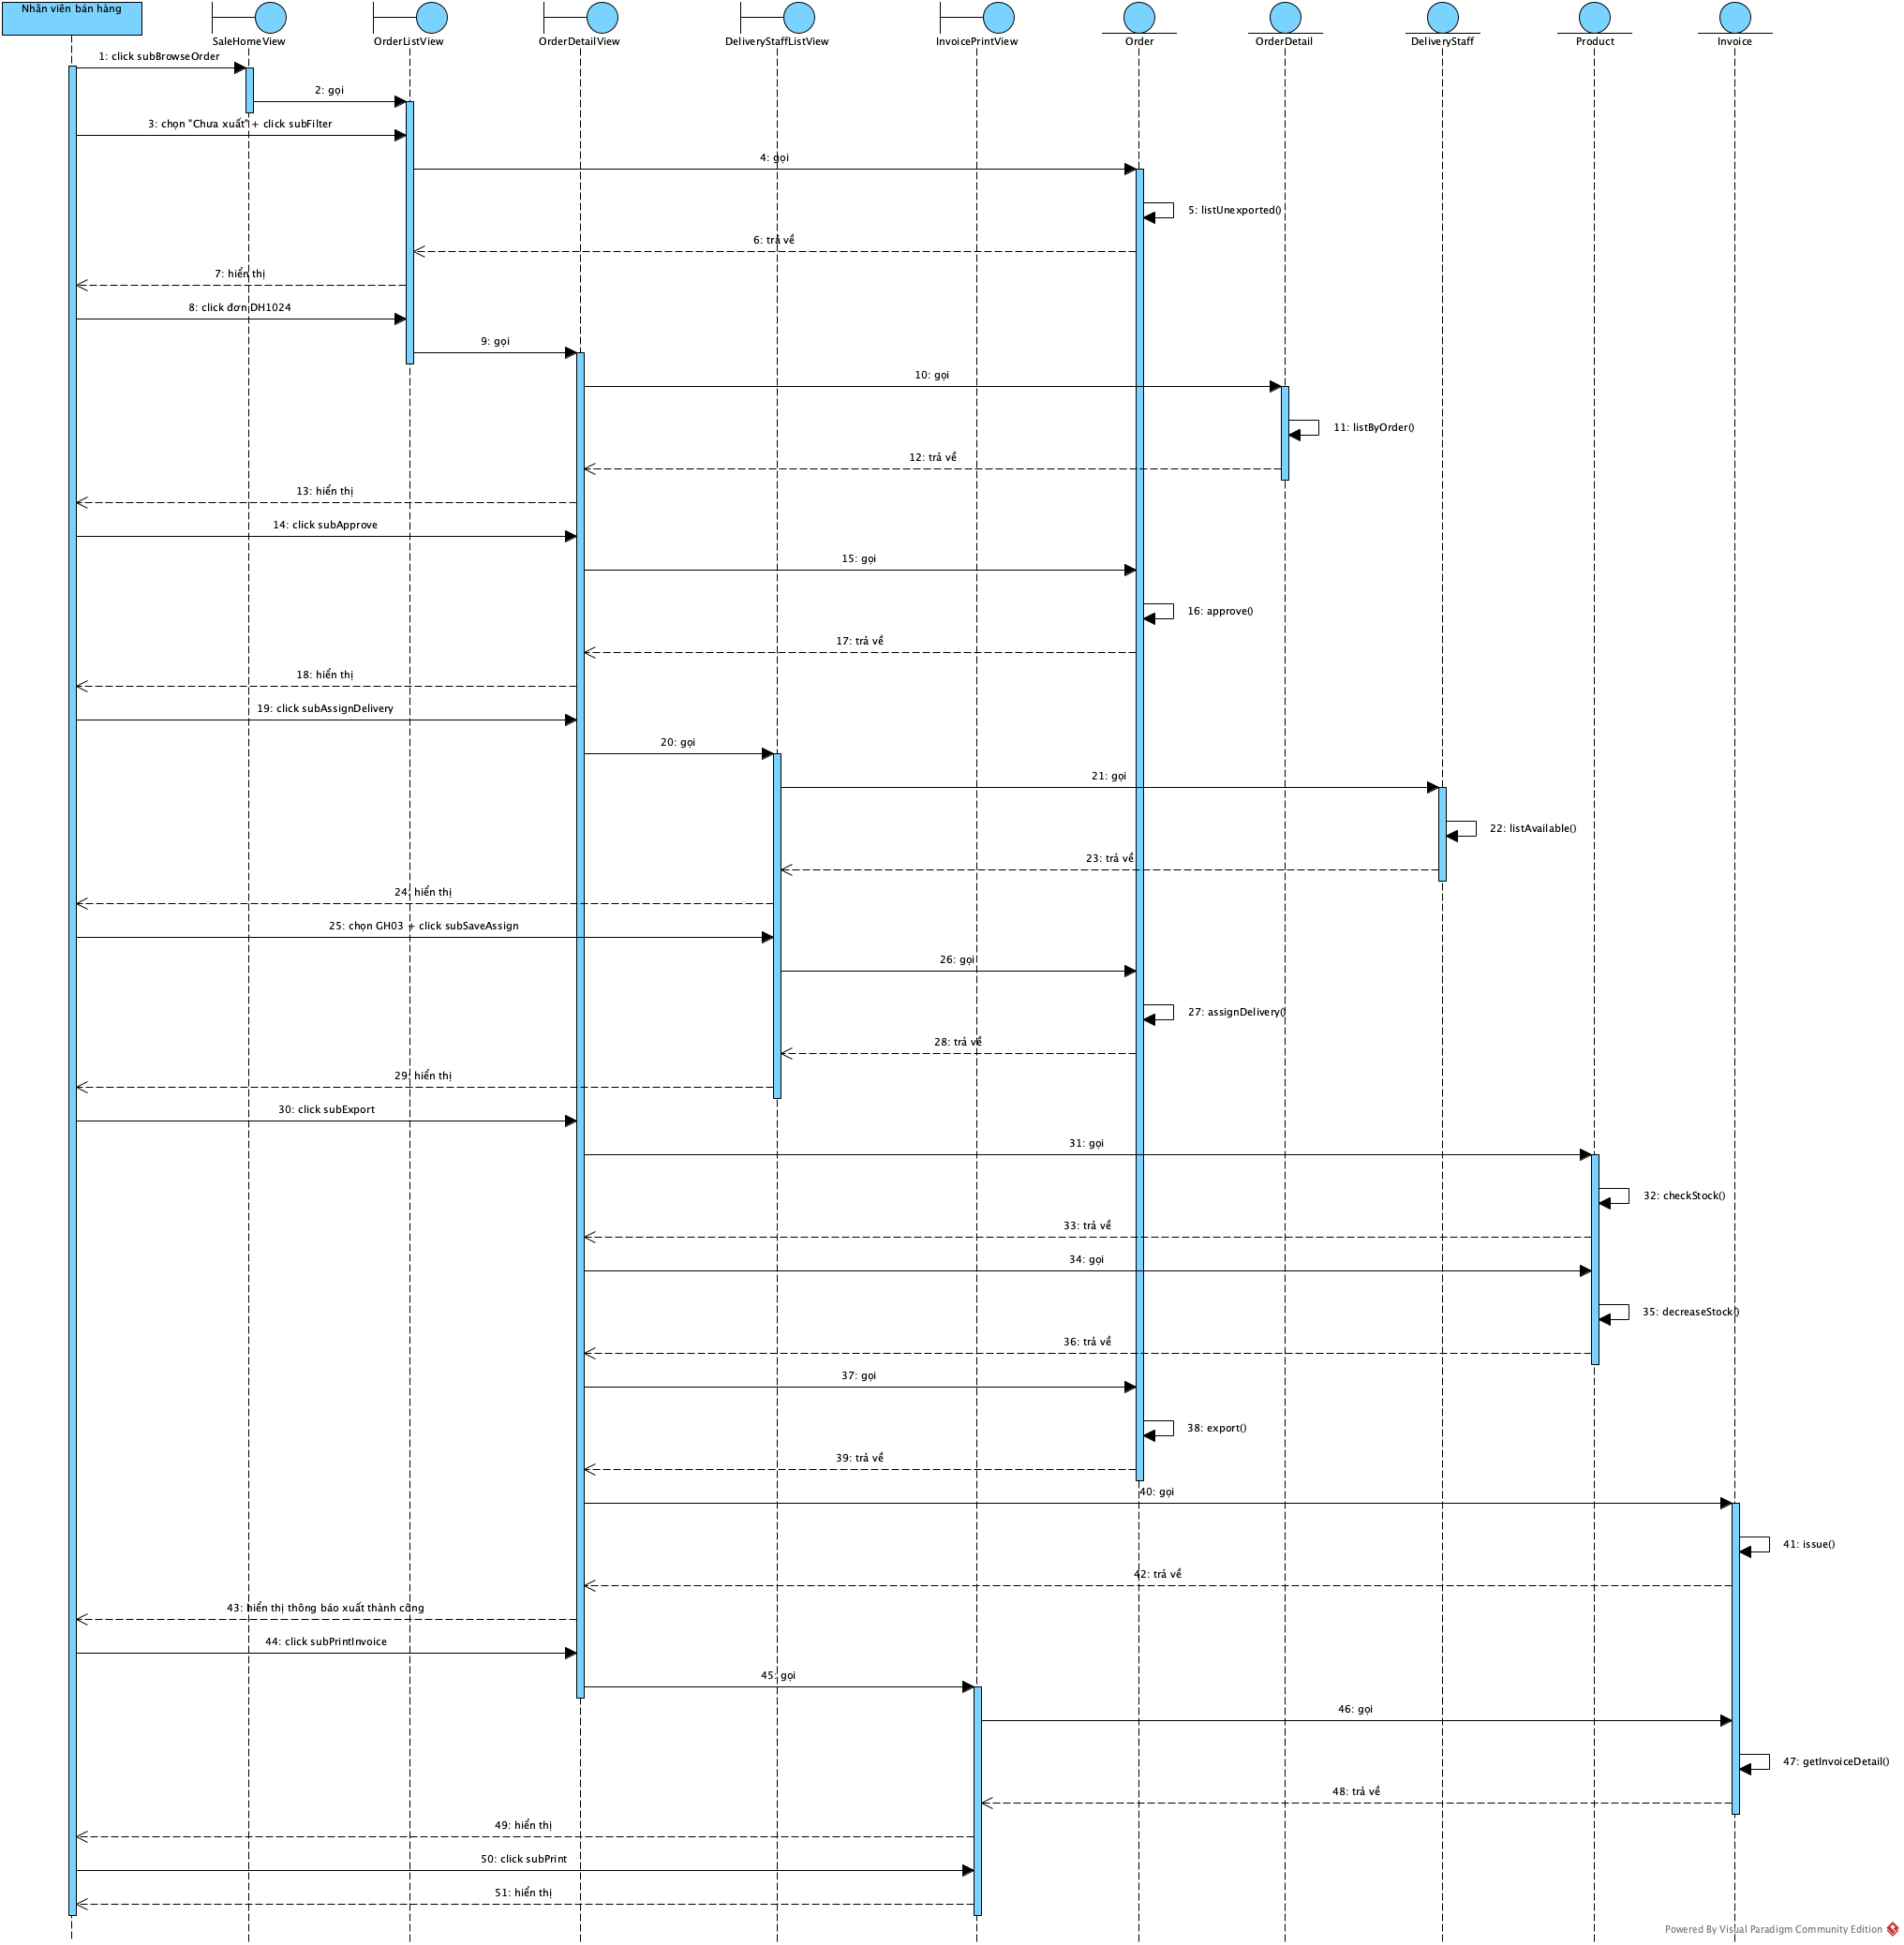 Nhân viên bán hàng
SaleHomeView
OrderListView
OrderDetailView
DeliveryStaffListView
InvoicePrintView
Order
OrderDetail
DeliveryStaff
Product
Invoice
1: click subBrowseOrder
2: gọi
3: chọn "Chưa xuất" + click subFilter
4: gọi
5: listUnexported()
6: trả về
7: hiển thị
8: click đơn DH1024
9: gọi
10: gọi
11: listByOrder()
12: trả về
13: hiển thị
14: click subApprove
15: gọi
16: approve()
17: trả về
18: hiển thị
19: click subAssignDelivery
20: gọi
21: gọi
22: listAvailable()
23: trả về
24: hiển thị
25: chọn GH03 + click subSaveAssign
26: gọi
27: assignDelivery()
28: trả về
29: hiển thị
30: click subExport
31: gọi
32: checkStock()
33: trả về
34: gọi
35: decreaseStock()
36: trả về
37: gọi
38: export()
39: trả về
40: gọi
41: issue()
42: trả về
43: hiển thị thông báo xuất thành công
44: click subPrintInvoice
45: gọi
46: gọi
47: getInvoiceDetail()
48: trả về
49: hiển thị
50: click subPrint
51: hiển thị
Powered By Visual Paradigm Community Edition